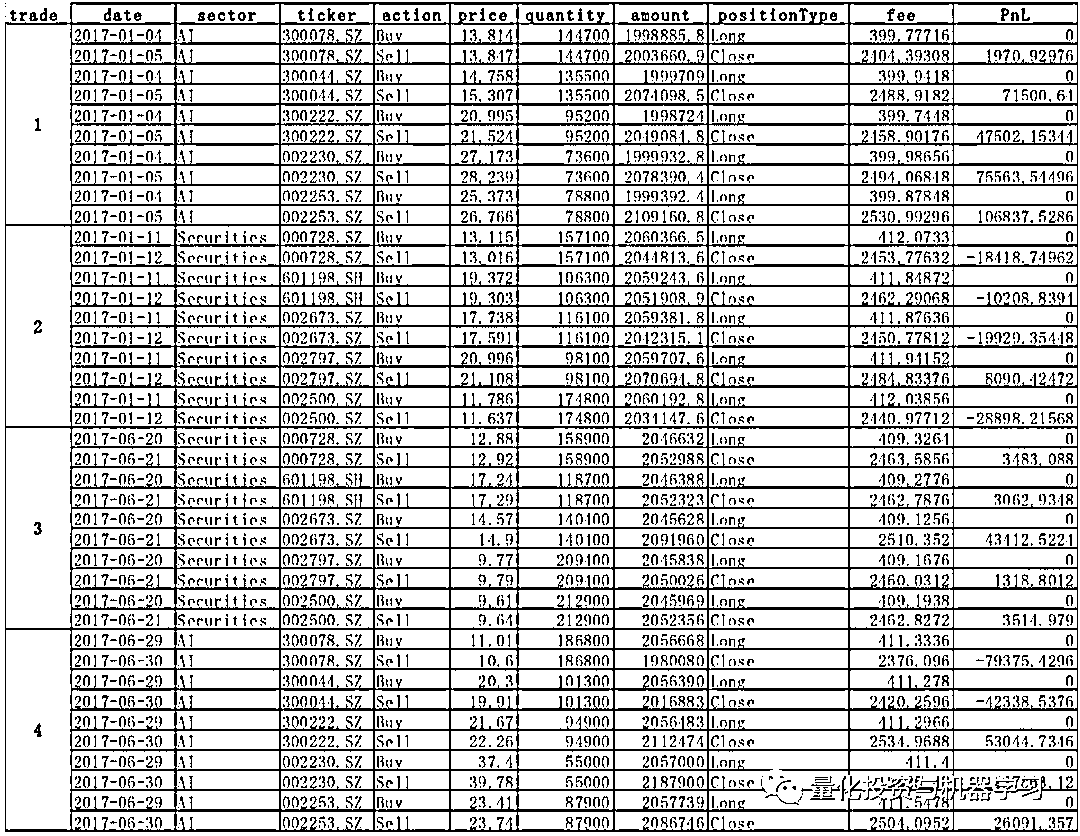 trade date sector ticker action price quantity amount positionType fee PnL
2017-01-04 AI 300078.SZ Buy 13.814 144700 1998885.8 Long 399.77716 0
2017-01-05 AI 300078.SZ Sell 13.847 144700 2003660.9 Close 2404.39308 1970.92976
2017-01-04 AI 300044.SZ Buy 14.758 135500 1999709 Long 399.9418 0
2017-01-05 AI 300044.SZ Sell 15.307 135500 2074098.5 Close 2488.9182 71500.64
2017-01-04 AI 300222.SZ Buy 20.995 95200 1998724 Long 399.7448 0
1
2017-01-05 AI 300222.SZ Sell 21.524 95200 2049084.8 Close 2458.90176 47502.15344
2017-01-04 AI 002230.SZ Buy 27.173 73600 1999932.8 Long 399.98656 0
2017-01-05 AI 002230.SZ Sell 28.239 73600 2078390.4 Close 2494.06848 75563.54496
2017-01-04 AI 002253.SZ Buy 25.373 78800 1999392.4 Long 399.87848 0
2017-01-05 AI 002253.SZ Sell 26.766 78800 2109160.8 Close 2530.99296 106837.5286
2017-01-11 Securities 000728.SZ Buy 13.115 157100 2060366.5 Long 412.0733 0
2017-01-12 Securities 000728.SZ Sell 13.016 157100 2044813.6 Close 2453.77632 -18418.74962
2017-01-11 Securities 601198.SH Buy 19.372 106300 2059243.6 Long 411.84872 0
2017-01-12 Securities 601198.SH Sell 19.303 106300 2051908.9 Close 2462.29068 -10208.8394
2017-01-11 Securities 002673.SZ Buy 17.738 116100 2059381.8 Long 411.87636 0
2
2017-01-12 Securities 002673.SZ Sell 17.591 116100 2042315.1 Close 2450.77812 -19929.35448
2017-01-11 Securities 002797.SZ Buy 20.996 98100 2059707.6 Long 411.94152 0
2017-01-12 Securities 002797.SZ Sell 21.108 98100 2070694.8 Close 2484.83376 8090.42472
2017-01-11 Securities 002500.SZ Buy 11.786 174800 2060192.8 Long 412.03856 0
2017-01-12 Securities 002500.SZ Sell 11.637 174800 2034147.6 Close 2440.97712 -28898.21568
2017-06-20 Securities 000728.SZ Buy 12.88 158900 2046632 Long 409.3264 0
2017-06-21 Securities 000728.SZ Sell 12.92 158900 2052988 Close 2463.5856 3483.088
2017-06-20 Securities 601198.SH Buy 17.24 118700 2046388 Long 409.2776 0
2017-06-21 Securities 601198.SH Sell 17.29 118700 2052323 Close 2462.7876 3062.9348
2017-06-20 Securities 002673.SZ Buy 14.57 140400 2045628 Long 409.1256 0
3
2017-06-21 Securities 002673.SZ Sell 14.9 140400 2091960 Close 2510.352 43412.5224
2017-06-20 Securities 002797.SZ Buy 9.77 209400 2045838 Long 409.1676 0
2017-06-21 Securities 002797.SZ Sell 9.79 209400 2050026 Close 2460.0312 1318.8012
2017-06-20 Securities 002500.SZ Buy 9.61 212900 2045969 Long 409.1938 0
2017-06-21 Securities 002500.SZ Sell 9.64 212900 2052356 Close 2462.8272 3514.979
2017-06-29 AI 300078.SZ Buy 11.01 186800 2056668 Long 411.3336 0
2017-06-30 AI 300078.SZ Sell 10.6 186800 1980080 Close 2376.096 -79375.4296
2017-06-29 AI 300044.SZ Buy 20.3 101300 2056390 Long 411.278 0
2017-06-30 AI 300044.SZ Sell 19.91 101300 2016883 Close 2420.2596 -42338.5376
2017-06-29 AI 300222.SZ Buy 21.67 94900 2056483 Long 411.2966 0
4
2017-06-30 AI 300222.SZ Sell 22.26 94900 2112474 Close 2534.9688 53044.7346
2017-06-29 AI 002230.SZ Buy 37.4 55000 2057000 Long 411.4 0
2017-06-30 AI 002230.SZ Sell 39.78 55000 2187900 Close
量化投资与机器学习
2017-06-29 AI 002253.SZ Buy 23.41 87900 2057739 Long 0
2017-06-30 AI 002253.SZ Sell 23.74 87900 2086746 Close 2504.0952 26091.357